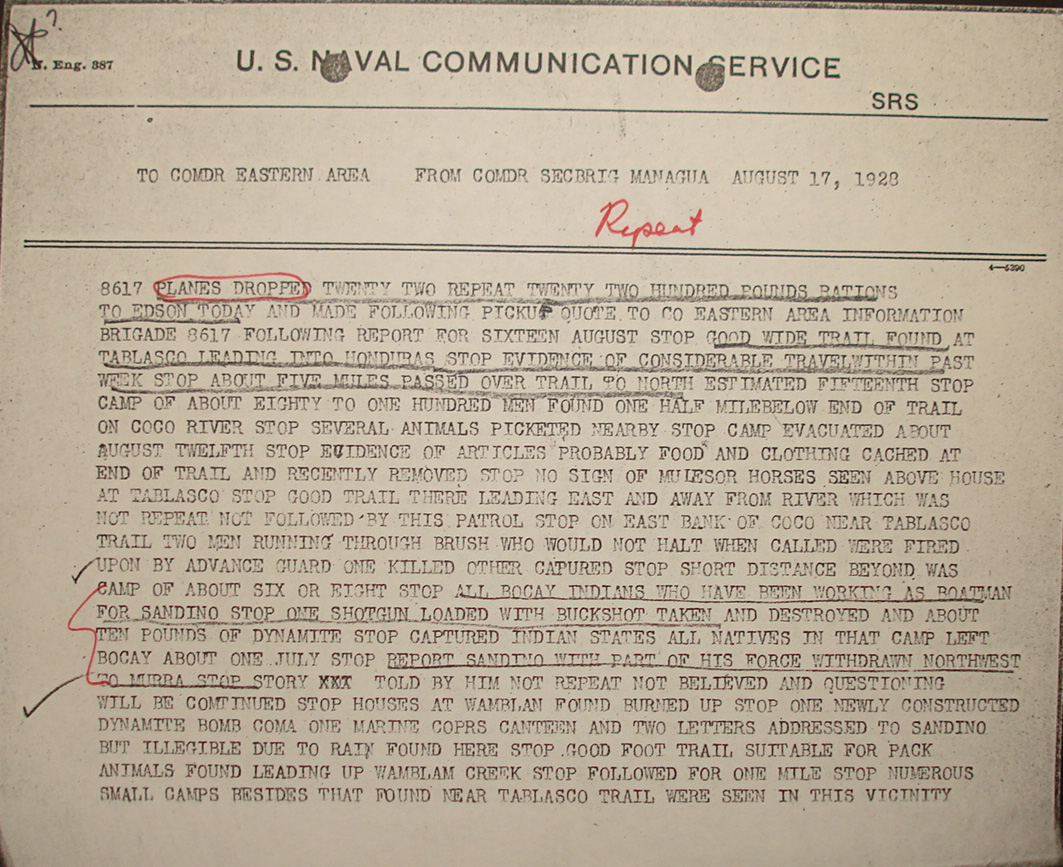 ?
N. Eng. 387
U. S. NAVAL COMMUNICATION SERVICE
SRS
TO COMDR EASTERN AREA FROM COMDR SECBRIG MANAGUA AUGUST 17, 1928
Repeat
4—5390
8617 PLANES DROPPED TWENTY TWO REPEAT TWENTY TWO HUNDRED POUNDS RATIONS
TO EDSON TODAY AND MADE FOLLOWING PICKUP QUOTE TO CO EASTERN AREA INFORMATION
BRIGADE 8617 FOLLOWING REPORT FOR SIXTEEN AUGUST STOP GOOD WIDE TRAIL FOUND AT
TABLASCO LEADING INTO HONDURAS STOP EVIDENCE OF CONSIDERABLE TRAVELWITHIN PAST
WEEK STOP ABOUT FIVE MILES PASSED OVER TRAIL TO NORTH ESTIMATED FIFTEENTH STOP
CAMP OF ABOUT EIGHTY TO ONE HUNDRED MEN FOUND ONE HALF MILEBELOW END OF TRAIL
ON COCO RIVER STOP SEVERAL ANIMALS PICKETED NEARBY STOP CAMP EVACUATED ABOUT
AUGUST TWELFTH STOP EVIDENCE OF ARTICLES PROBABLY FOOD AND CLOTHING CACHED AT
END OF TRAIL AND RECENTLY REMOVED STOP NO SIGN OF MULESOR HORSES SEEN ABOVE HOUSE
AT TABLASCO STOP GOOD TRAIL THERE LEADING EAST AND AWAY FROM RIVER WHICH WAS
NOT REPEAT NOT FOLLOWED BY THIS PATROL STOP ON EAST BANK OF COCO NEAR TABLASCO
TRAIL TWO MEN RUNNING THROUGH BRUSH WHO WOULD NOT HALT WHEN CALLED WERE FIRED
UPON BY ADVANCE GUARD ONE KILLED OTHER CAPURED STOP SHORT DISTANCE BEYOND WAS
CAMP OF ABOUT SIX OR EIGHT STOP ALL BOCAY INDIANS WHO HAVE BEEN WORKING AS BOATMAN
FOR SANDINO STOP ONE SHOTGUN LOADED WITH BUCKSHOT TAKEN AND DESTROYED AND ABOUT
TEN POUNDS OF DYNAMITE STOP CAPTURED INDIAN STATES ALL NATIVES IN THAT CAMP LEFT
BOCAY ABOUT ONE JULY STOP REPORT SANDINO WITH PART OF HIS FORCE WITHDRAWN NORTHWEST
TO MURRA STOP STORY XXX TOLD BY HIM NOT REPEAT NOT BELIEVED AND QUESTIONING
WILL BE COMTINUED STOP HOUSES AT WAMBLAN FOUND BURNED UP STOP ONE NEWLY CONSTRUCTED
DYNAMITE BOMB COMA ONE MARINE COPRS CANTEEN AND TWO LETTERS ADDRESSED TO SANDINO
BUT ILLEGIBLE DUE TO RAIN FOUND HERE STOP GOOD FOOT TRAIL SUITABLE FOR PACK
ANIMALS FOUND LEADING UP WAMBLAM CREEK STOP FOLLOWED FOR ONE MILE STOP NUMEROUS
SMALL CAMPS BESIDES THAT FOUND NEAR TABLASCO TRAIL WERE SEEN IN THIS VICINITY